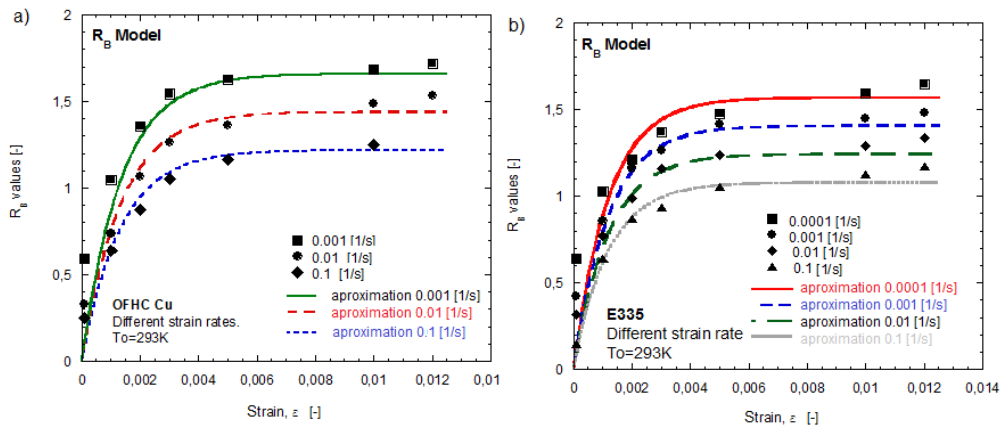 a)
R_B Model
2
1,5
1
0,5
0
R_B values [-]
0.001 [1/s]
0.01 [1/s]
0.1 [1/s]
OFHC Cu
Different strain rates.
To=293K
aproximation 0.001 [1/s]
aproximation 0.01 [1/s]
aproximation 0.1 [1/s]
0 0,002 0,004 0,006 0,008 0,01 0,012 0,01
Strain, ε [-]
b)
R_B Model
2
1,5
1
0,5
0
R_B values [-]
0.0001 [1/s]
0.001 [1/s]
0.01 [1/s]
0.1 [1/s]
E335
Different strain rate
To=293K
aproximation 0.0001 [1/s]
aproximation 0.001 [1/s]
aproximation 0.01 [1/s]
aproximation 0.1 [1/s]
0 0,002 0,004 0,006 0,008 0,01 0,012 0,014
Strain, ε [-]